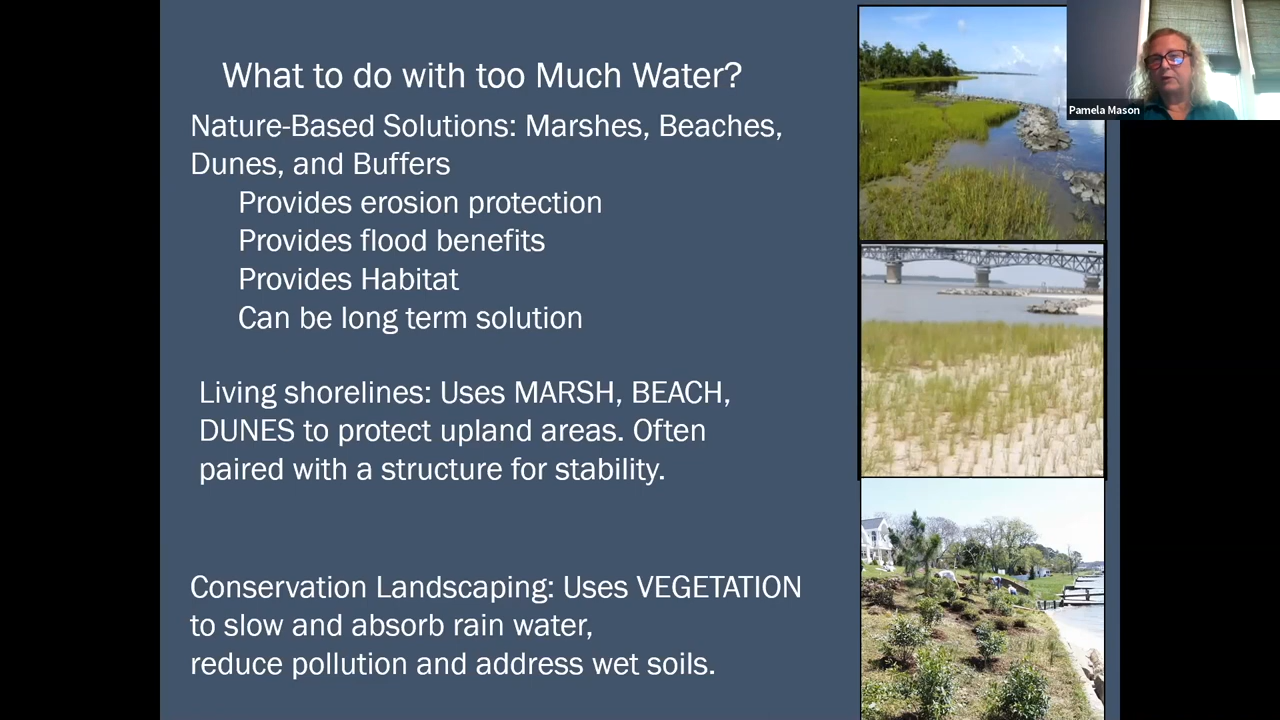 What to do with too Much Water?
Nature-Based Solutions: Marshes, Beaches,
Dunes, and Buffers
Provides erosion protection
Provides flood benefits
Provides Habitat
Can be long term solution
Living shorelines: Uses MARSH, BEACH,
DUNES to protect upland areas. Often
paired with a structure for stability.
Conservation Landscaping: Uses VEGETATION
to slow and absorb rain water,
reduce pollution and address wet soils.
Pamela Mason